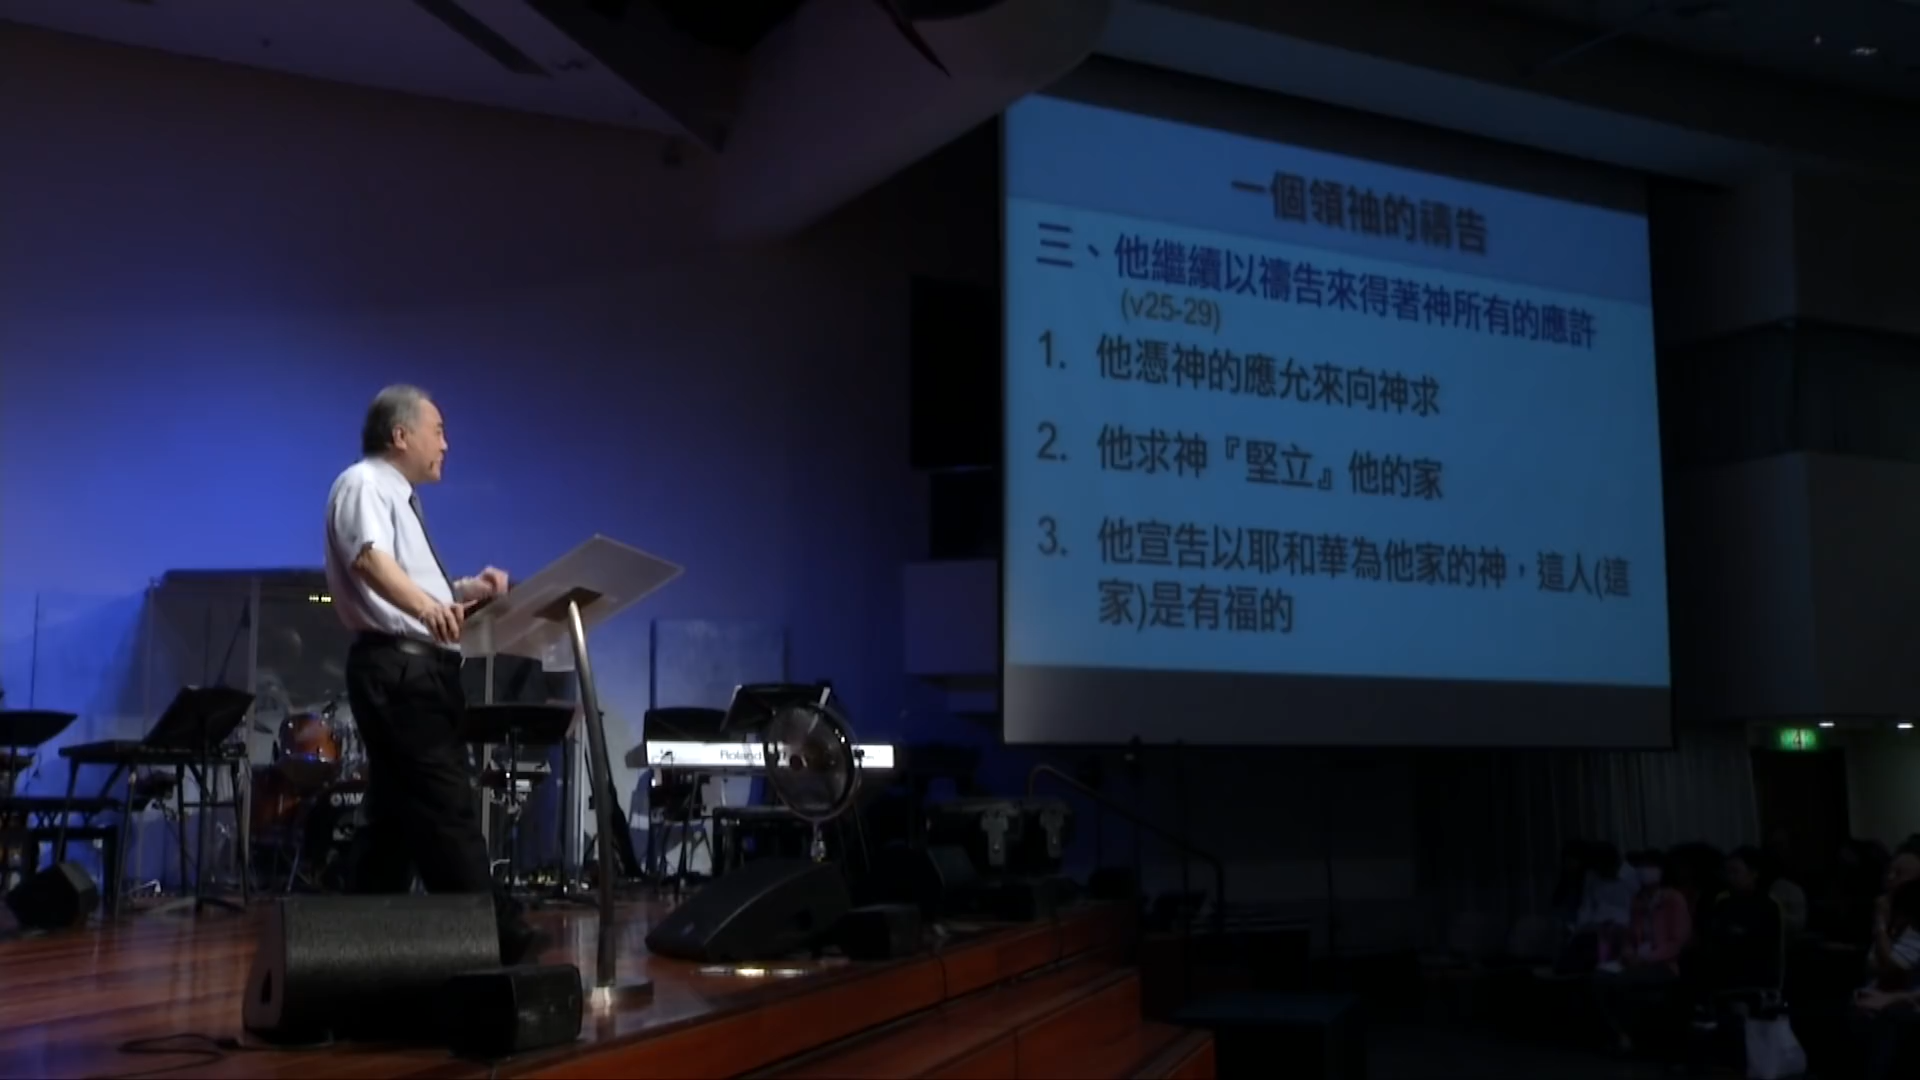 一個領袖的禱告
三、他繼續以禱告來得著神所有的應許
(v25-29)
1. 他憑神的應允來向神求
2. 他求神『堅立』他的家
3. 他宣告以耶和華為他家的神，這人(這
家)是有福的
Roland
YAM